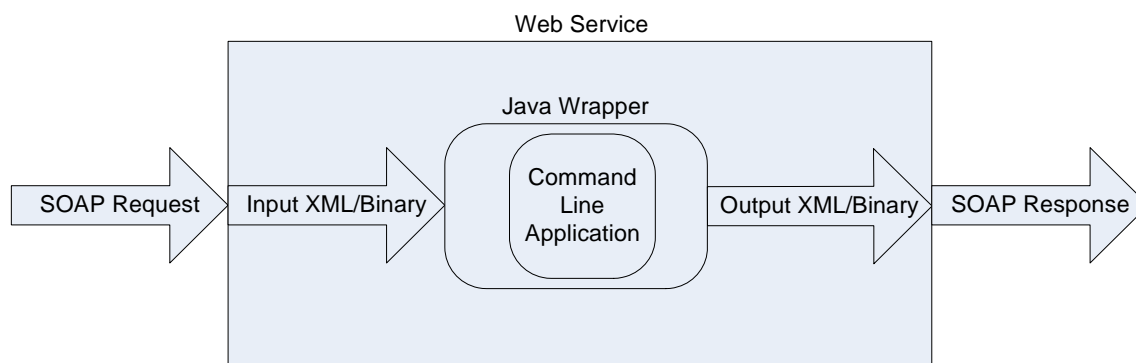 Web Service
Java Wrapper
SOAP Request
Input XML/Binary
Command
Line
Application
Output XML/Binary
SOAP Response